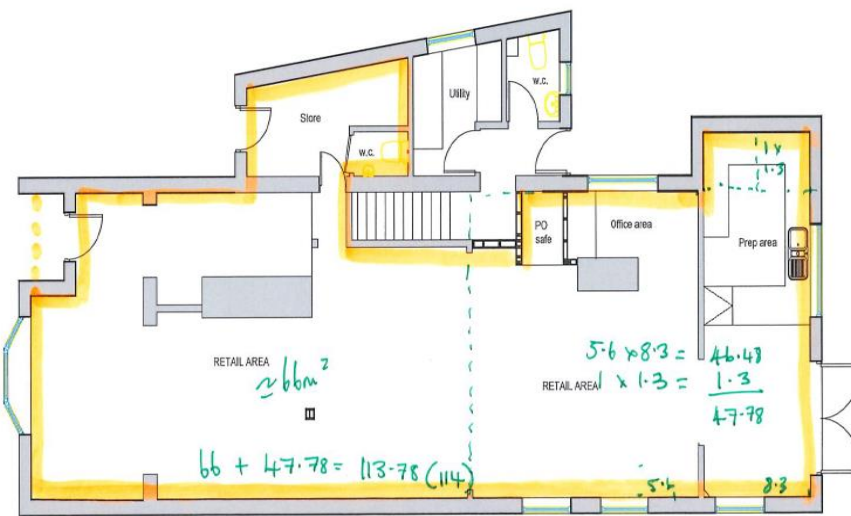 w.c.
Utility
Store
w.c.
1 x
1.3
PO
safe
Office area
Prep area
RETAIL AREA
≈66m²
5.6 x 8.3 = 46.48
RETAIL AREA
1 x 1.3 = 1.3
47.78
66 + 47.78 = 113.78 (114)
5.6
8.3